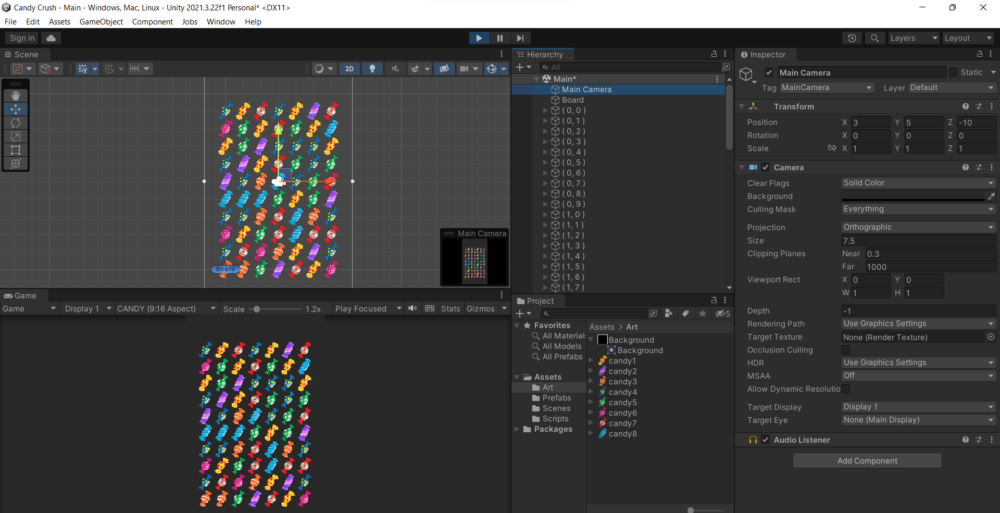 Candy Crush - Main - Windows, Mac, Linux - Unity 2021.3.22f1 Personal* <DX11>
File Edit Assets GameObject Component Jobs Window Help
Sign in
Layers
Layout
Scene
2D
Board
Main Camera
Game
Game
Display 1
CANDY (9:16 Aspect)
Scale
1.2x
Play Focused
Stats
Gizmos
Hierarchy
All
Main*
Main Camera
Board
(0,0)
(0,1)
(0,2)
(0,3)
(0,4)
(0,5)
(0,6)
(0,7)
(0,8)
(0,9)
(1,0)
(1,1)
(1,2)
(1,3)
(1,4)
(1,5)
(1,6)
(1,7)
Project
5
Favorites
All Materials
All Models
All Prefabs
Assets
Art
Prefabs
Scenes
Scripts
Packages
Assets > Art
Background
Background
candy1
candy2
candy3
candy4
candy5
candy6
candy7
candy8
Inspector
Main Camera
Static
Tag MainCamera Layer Default
Transform
Position X 3 Y 5 Z -10
Rotation X 0 Y 0 Z 0
Scale X 1 Y 1 Z 1
Camera
Clear Flags Solid Color
Background
Culling Mask Everything
Projection Orthographic
Size 7.5
Clipping Planes Near 0.3
Far 1000
Viewport Rect X 0 Y 0
W 1 H 1
Depth -1
Rendering Path Use Graphics Settings
Target Texture None (Render Texture)
Occlusion Culling
HDR Use Graphics Settings
MSAA Off
Allow Dynamic Resolutio
Target Display Display 1
Target Eye None (Main Display)
Audio Listener
Add Component